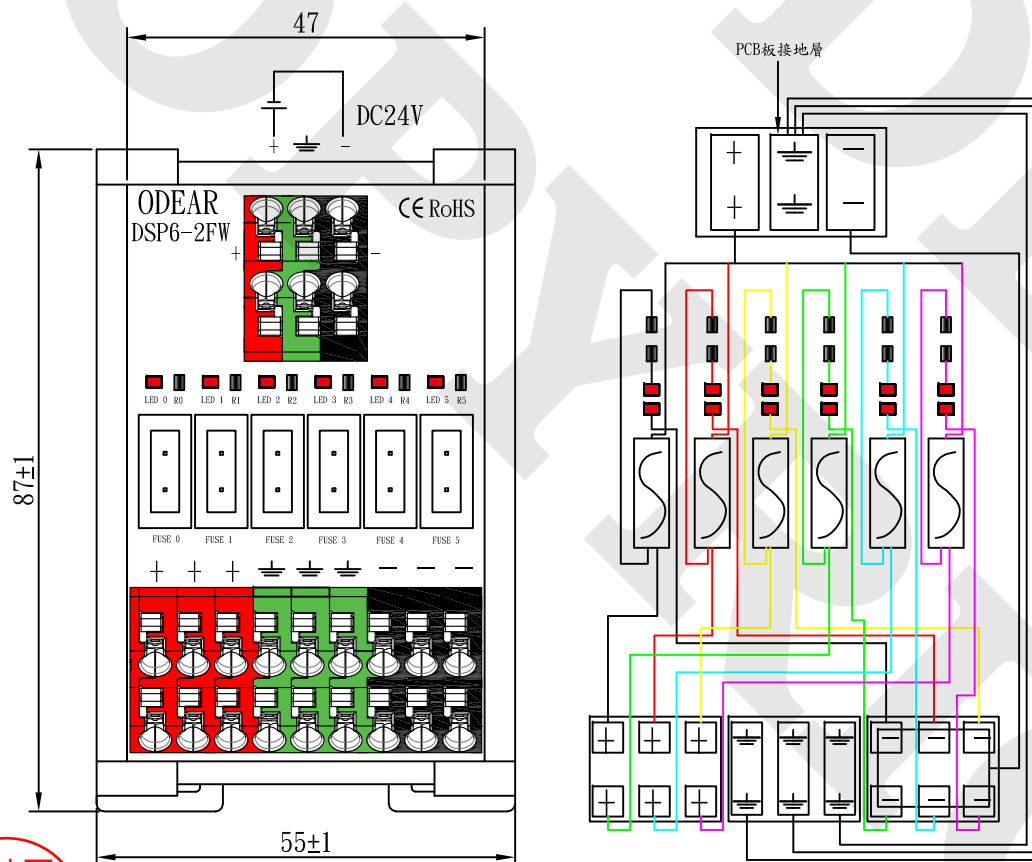 47
PCB板接地層
DC24V
+ -
ODEAR
CE RoHS
DSP6-2FW
+ -
LED 0 R0 LED 1 R1 LED 2 R2 LED 3 R3 LED 4 R4 LED 5 R5
87±1
FUSE 0 FUSE 1 FUSE 2 FUSE 3 FUSE 4 FUSE 5
+ + + - - -
55±1
+ -
+ -
+ + + - - -
+ + + - - -
COPY